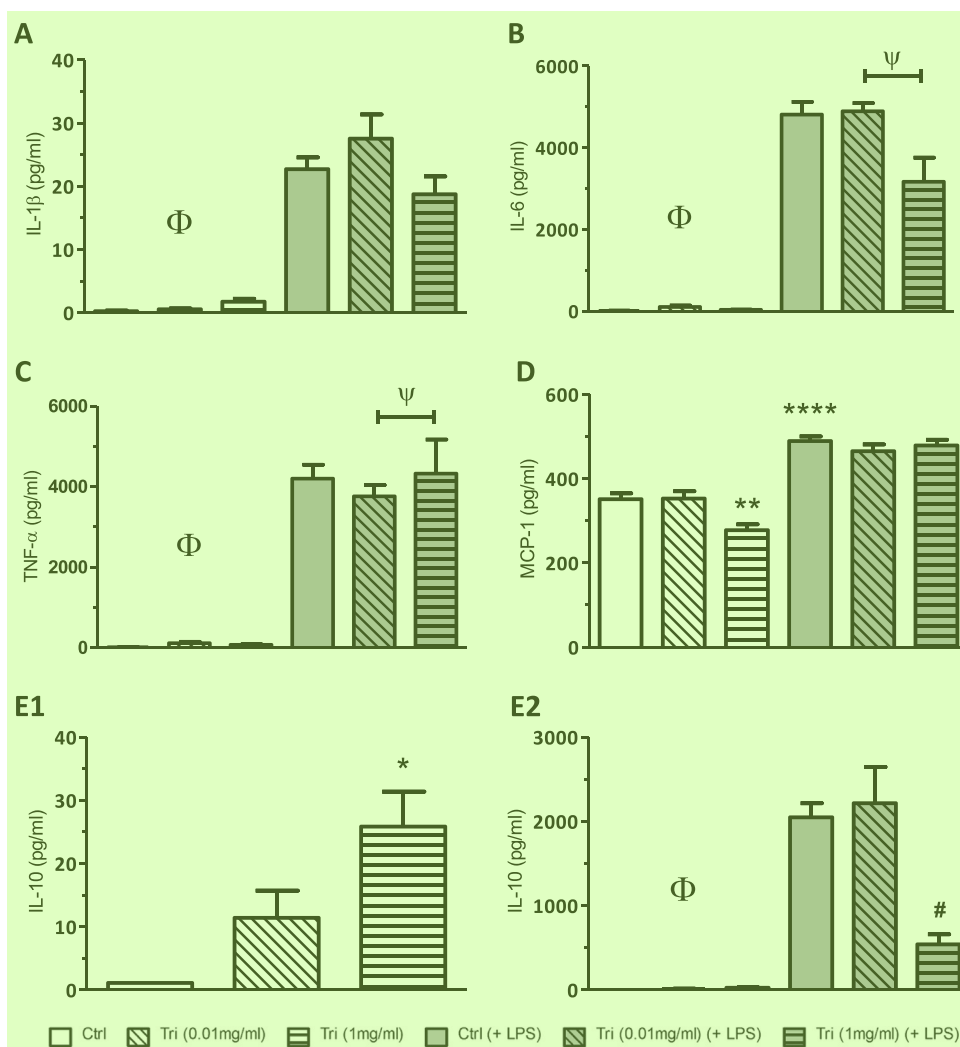 A
IL-1β (pg/ml)
40
30
20
10
0
Φ
B
IL-6 (pg/ml)
6000
4000
2000
0
Φ
ψ
C
TNF-α (pg/ml)
6000
4000
2000
0
Φ
ψ
D
MCP-1 (pg/ml)
600
400
200
0
**
****
E1
IL-10 (pg/ml)
40
30
20
10
0
*
E2
IL-10 (pg/ml)
3000
2000
1000
0
Φ
#
Ctrl Tri (0.01mg/ml) Tri (1mg/ml) Ctrl (+ LPS) Tri (0.01mg/ml) (+ LPS) Tri (1mg/ml) (+ LPS)